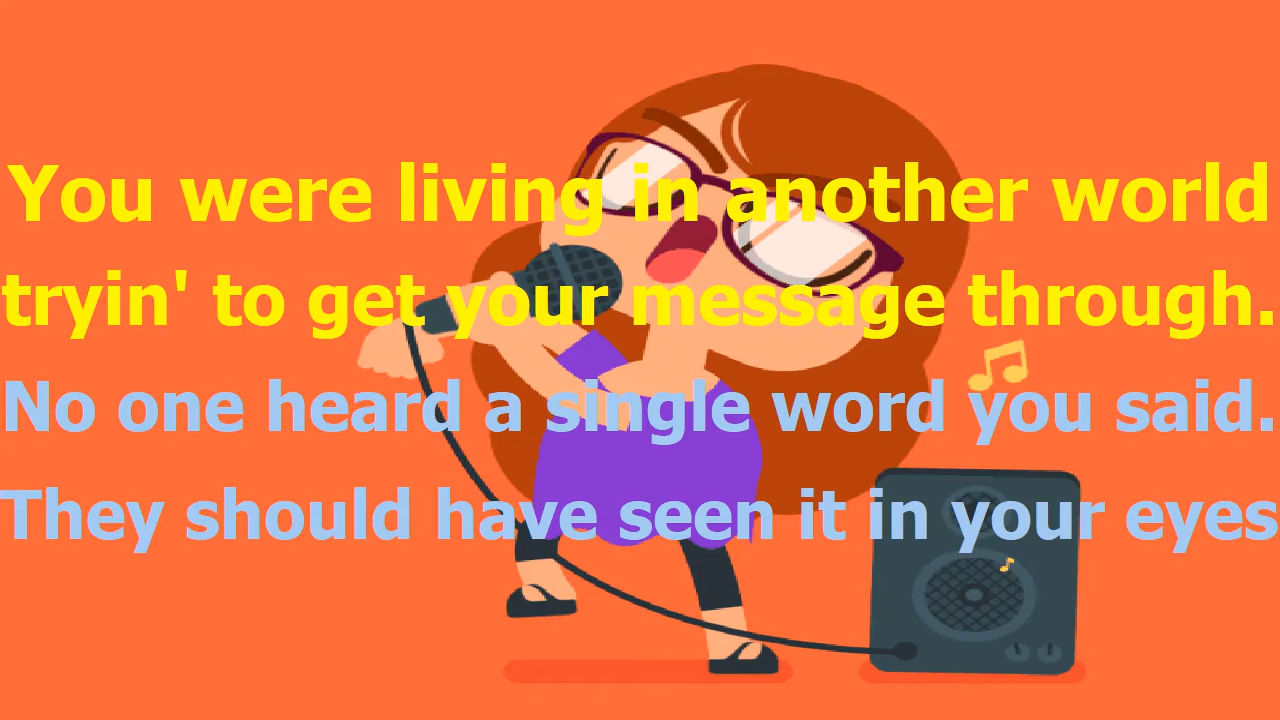 You were living in another world
tryin' to get your message through.
No one heard a single word you said.
They should have seen it in your eyes